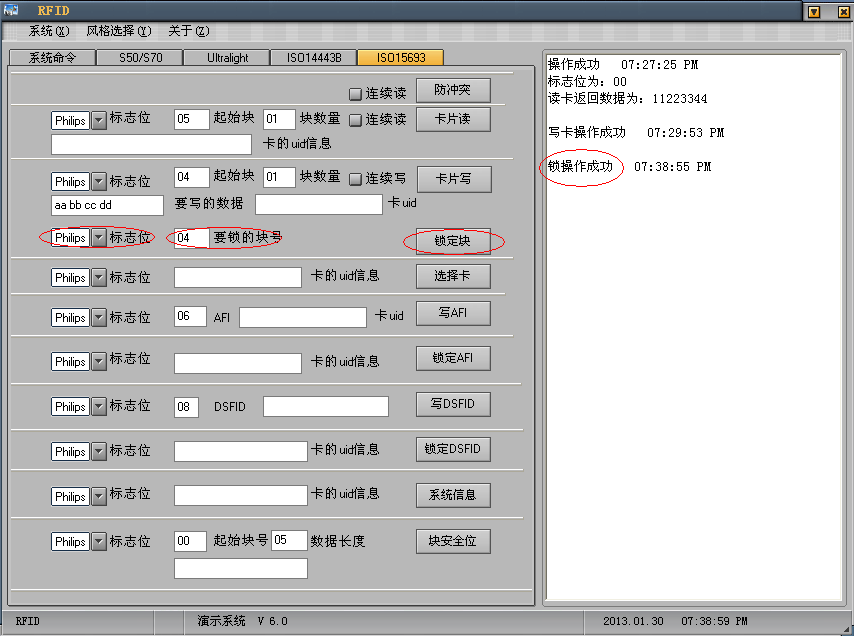 RFID
系统(X) 风格选择(Y) 关于(Z)
系统命令 S50/S70 Ultralight ISO14443B ISO15693
连续读 防冲突
Philips 标志位 05 起始块 01 块数量 连续读 卡片读
卡的uid信息
Philips 标志位 04 起始块 01 块数量 连续写 卡片写
aa bb cc dd 要写的数据 卡uid
Philips 标志位 04 要锁的块号 锁定块
Philips 标志位 卡的uid信息 选择卡
Philips 标志位 06 AFI 卡uid 写AFI
Philips 标志位 卡的uid信息 锁定AFI
Philips 标志位 08 DSFID 写DSFID
Philips 标志位 卡的uid信息 锁定DSFID
Philips 标志位 卡的uid信息 系统信息
Philips 标志位 00 起始块号 05 数据长度 块安全位
操作成功 07:27:25 PM
标志位为: 00
读卡返回数据为: 11223344
写卡操作成功 07:29:53 PM
锁操作成功 07:38:55 PM
RFID 演示系统 V 6.0 2013.01.30 07:38:59 PM